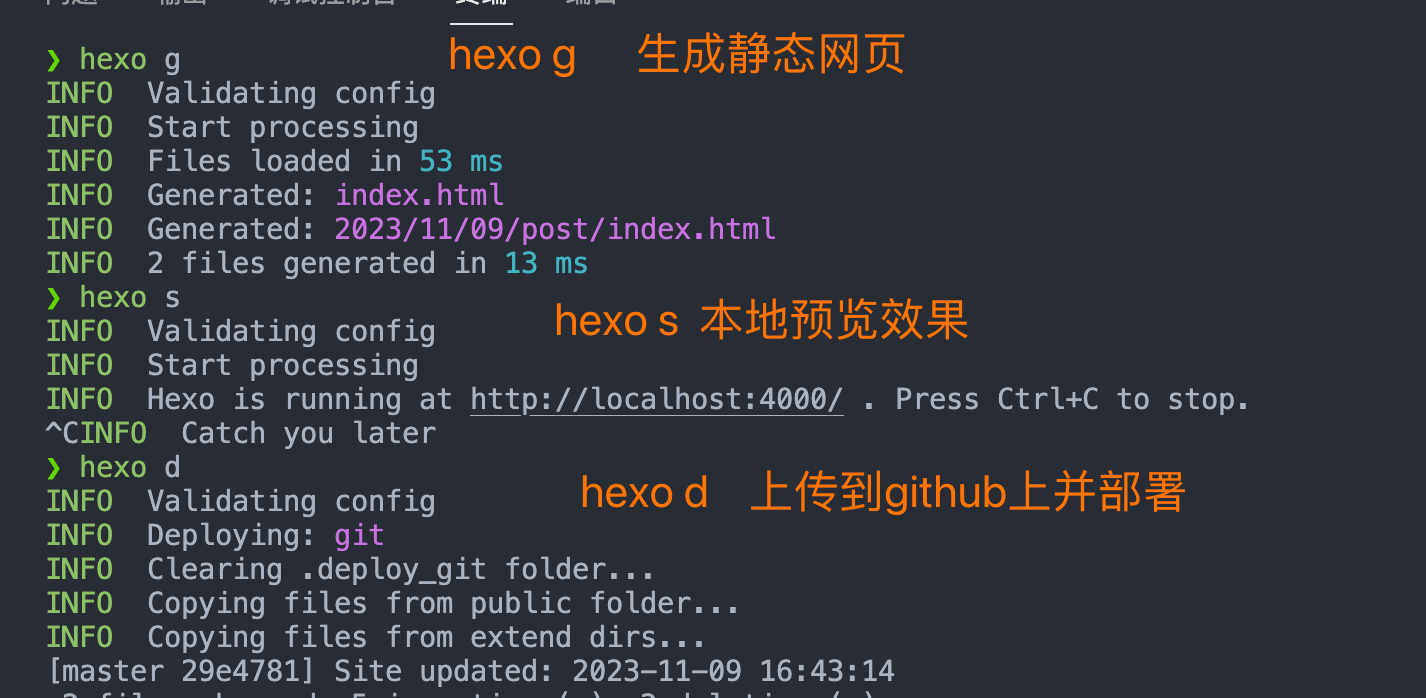 终端
❯ hexo g
hexo g 生成静态网页
INFO Validating config
INFO Start processing
INFO Files loaded in 53 ms
INFO Generated: index.html
INFO Generated: 2023/11/09/post/index.html
INFO 2 files generated in 13 ms
❯ hexo s
hexo s 本地预览效果
INFO Validating config
INFO Start processing
INFO Hexo is running at http://localhost:4000/ . Press Ctrl+C to stop.
^CINFO Catch you later
❯ hexo d
hexo d 上传到github上并部署
INFO Validating config
INFO Deploying: git
INFO Clearing .deploy_git folder...
INFO Copying files from public folder...
INFO Copying files from extend dirs...
[master 29e4781] Site updated: 2023-11-09 16:43:14